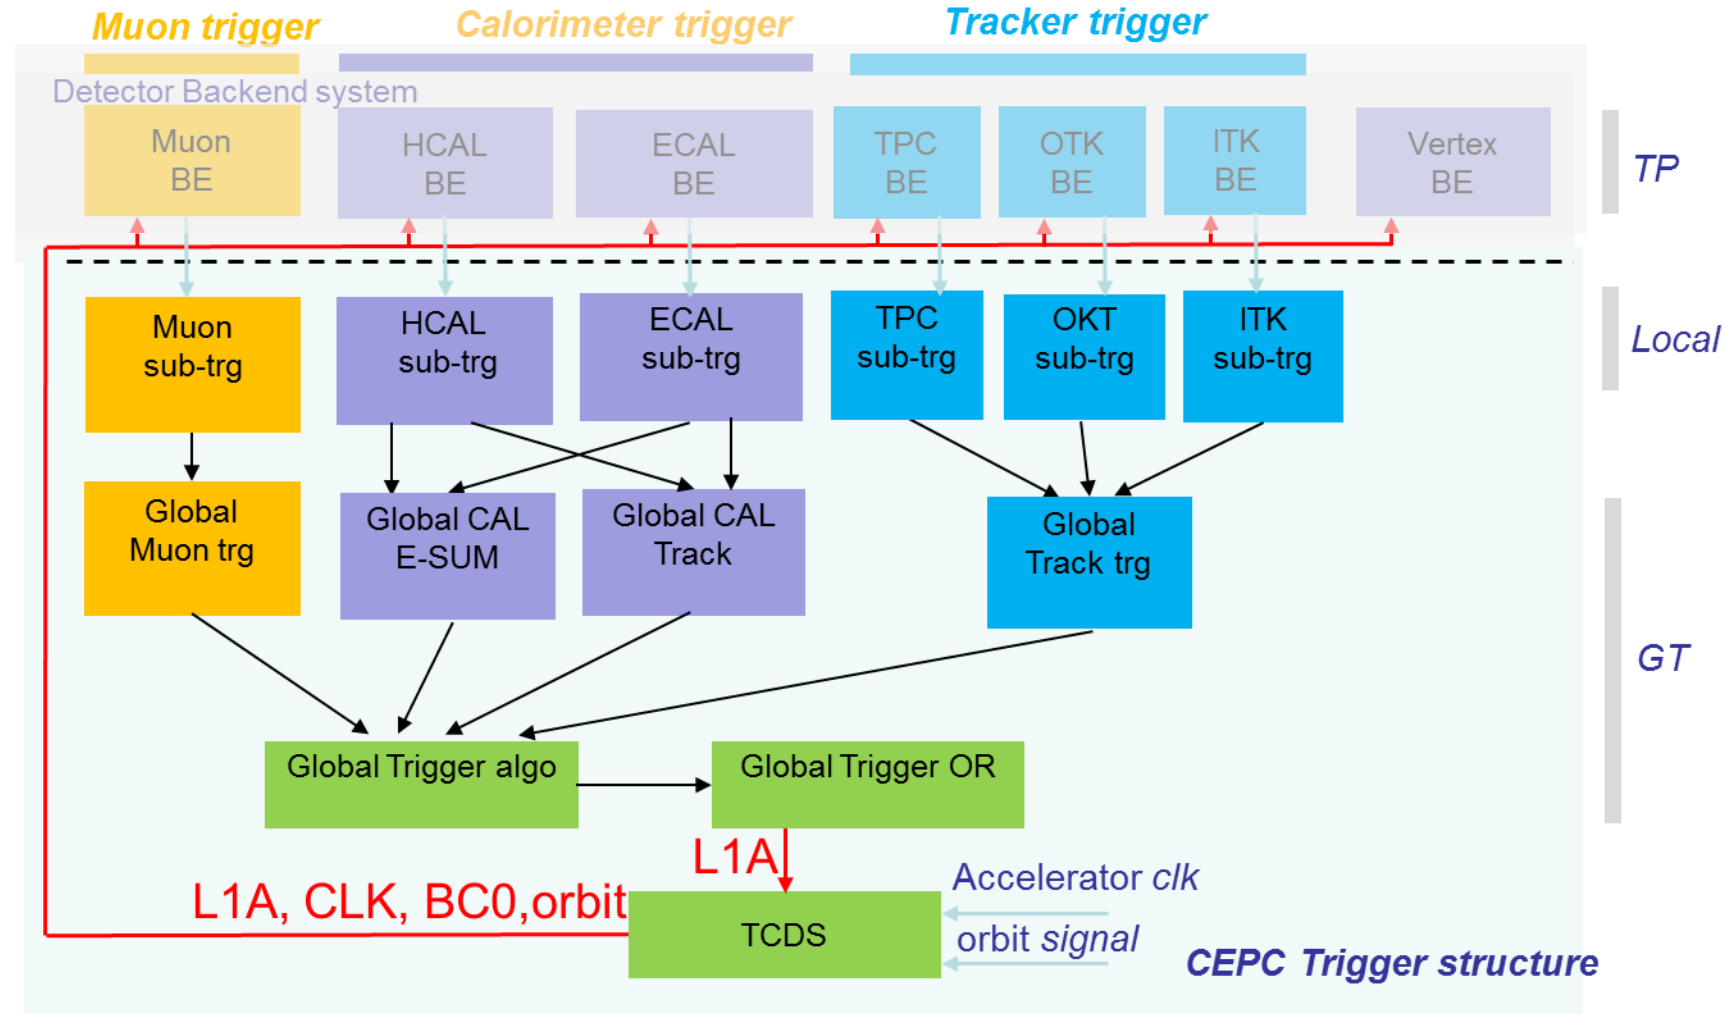 Muon trigger
Calorimeter trigger
Tracker trigger
Detector Backend system
Muon
BE
HCAL
BE
ECAL
BE
TPC
BE
OTK
BE
ITK
BE
Vertex
BE
TP
Muon
sub-trg
HCAL
sub-trg
ECAL
sub-trg
TPC
sub-trg
OKT
sub-trg
ITK
sub-trg
Local
Global
Muon trg
Global CAL
E-SUM
Global CAL
Track
Global
Track trg
GT
Global Trigger algo
Global Trigger OR
L1A
L1A, CLK, BC0,orbit
TCDS
Accelerator clk
orbit signal
CEPC Trigger structure